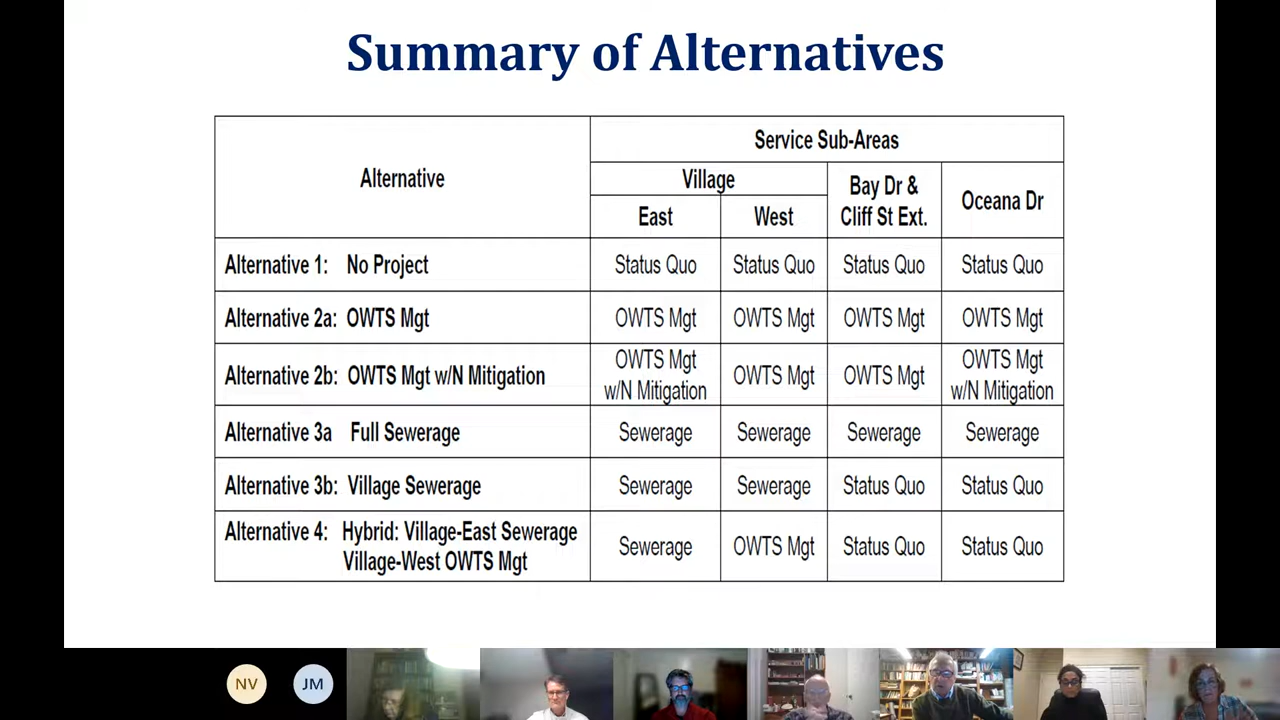 Summary of Alternatives
Alternative
Service Sub-Areas
Village
Bay Dr &
Cliff St Ext.
Oceana Dr
East
West
Alternative 1: No Project Status Quo Status Quo Status Quo Status Quo
Alternative 2a: OWTS Mgt OWTS Mgt OWTS Mgt OWTS Mgt OWTS Mgt
Alternative 2b: OWTS Mgt w/N Mitigation
OWTS Mgt
w/N Mitigation
OWTS Mgt
OWTS Mgt
OWTS Mgt
w/N Mitigation
Alternative 3a Full Sewerage Sewerage Sewerage Sewerage Sewerage
Alternative 3b: Village Sewerage Sewerage Sewerage Status Quo Status Quo
Alternative 4: Hybrid: Village-East Sewerage
Village-West OWTS Mgt
Sewerage
OWTS Mgt
Status Quo
Status Quo
NV
JM